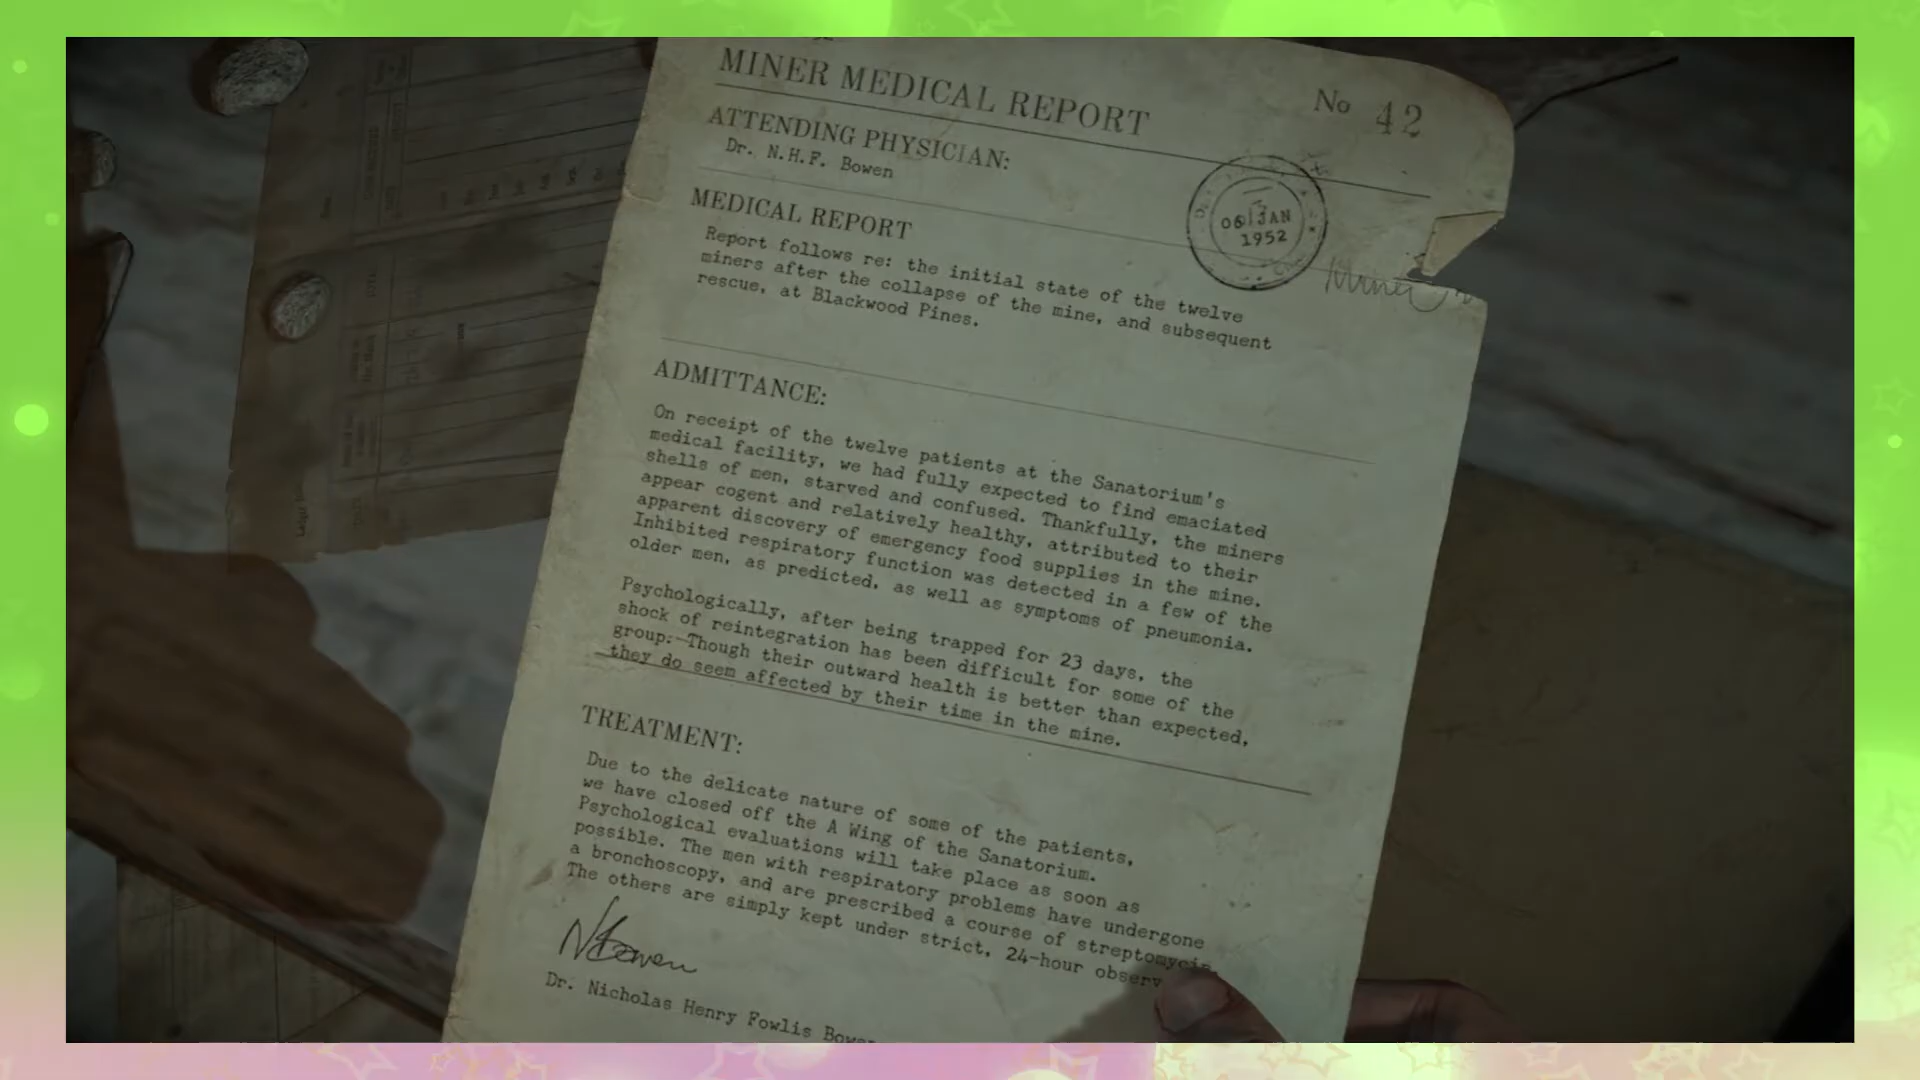 MINER MEDICAL REPORT
No 42
ATTENDING PHYSICIAN:
Dr. N.H.F. Bowen
06 JAN
1952
MEDICAL REPORT
Report follows re: the initial state of the twelve
miners after the collapse of the mine, and subsequent
rescue, at Blackwood Pines.
ADMITTANCE:
On receipt of the twelve patients at the Sanatorium's
medical facility, we had fully expected to find emaciated
shells of men, starved and confused. Thankfully, the miners
appear cogent and relatively healthy, attributed to their
apparent discovery of emergency food supplies in the mine.
Inhibited respiratory function was detected in a few of the
older men, as predicted, as well as symptoms of pneumonia.
Psychologically, after being trapped for 23 days, the
shock of reintegration has been difficult for some of the
group. Though their outward health is better than expected,
they do seem affected by their time in the mine.
TREATMENT:
Due to the delicate nature of some of the patients,
we have closed off the A Wing of the Sanatorium.
Psychological evaluations will take place as soon as
possible. The men with respiratory problems have undergone
a bronchoscopy, and are prescribed a course of streptomycin.
The others are simply kept under strict, 24-hour observ
NBowen
Dr. Nicholas Henry Fowlis Bowe